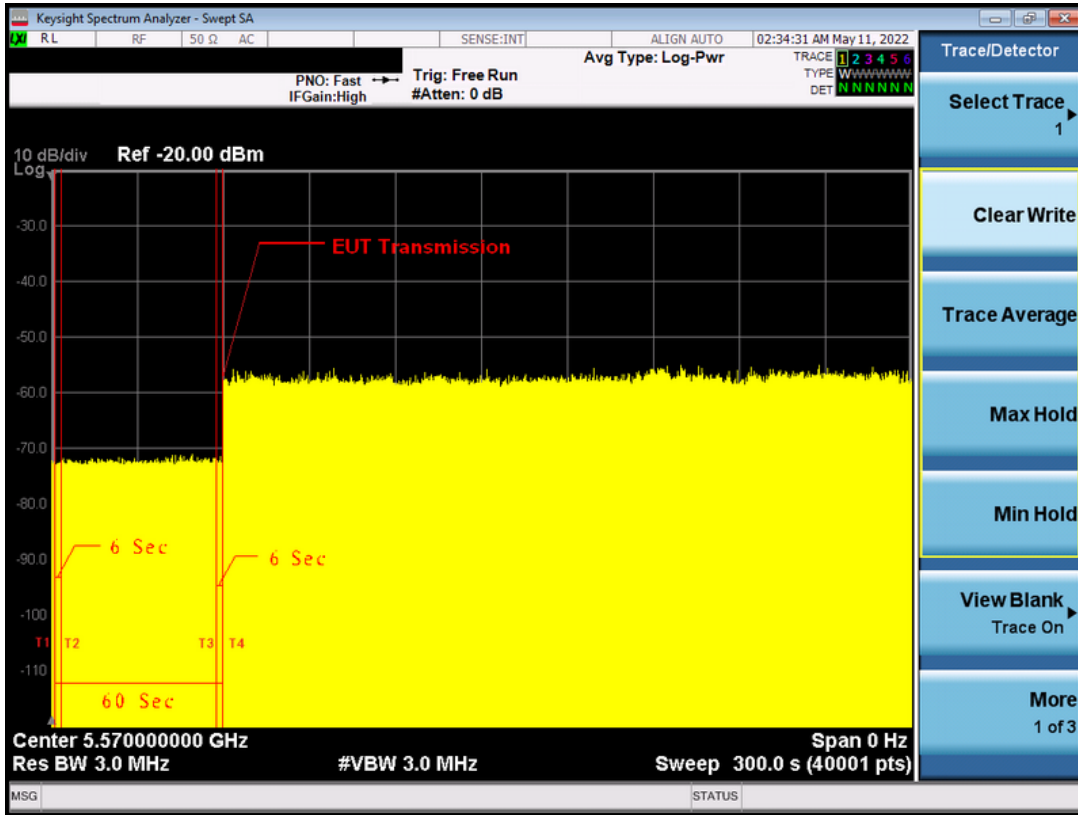 Keysight Spectrum Analyzer - Swept SA
LXI RL RF 50 Ω AC SENSE:INT ALIGN AUTO 02:34:31 AM May 11, 2022
PNO: Fast Trig: Free Run Avg Type: Log-Pwr TRACE 1 2 3 4 5 6
IFGain:High #Atten: 0 dB TYPE WWWWWW
DET N N N N N N
Trace/Detector
Select Trace
1
Clear Write
Trace Average
Max Hold
Min Hold
View Blank
Trace On
More
1 of 3
10 dB/div Ref -20.00 dBm
Log
-30.0
EUT Transmission
-40.0
-50.0
-60.0
-70.0
-80.0
6 Sec
-90.0 6 Sec
-100
T1 T2 T3 T4
-110
60 Sec
Center 5.570000000 GHz Span 0 Hz
Res BW 3.0 MHz #VBW 3.0 MHz Sweep 300.0 s (40001 pts)
MSG STATUS